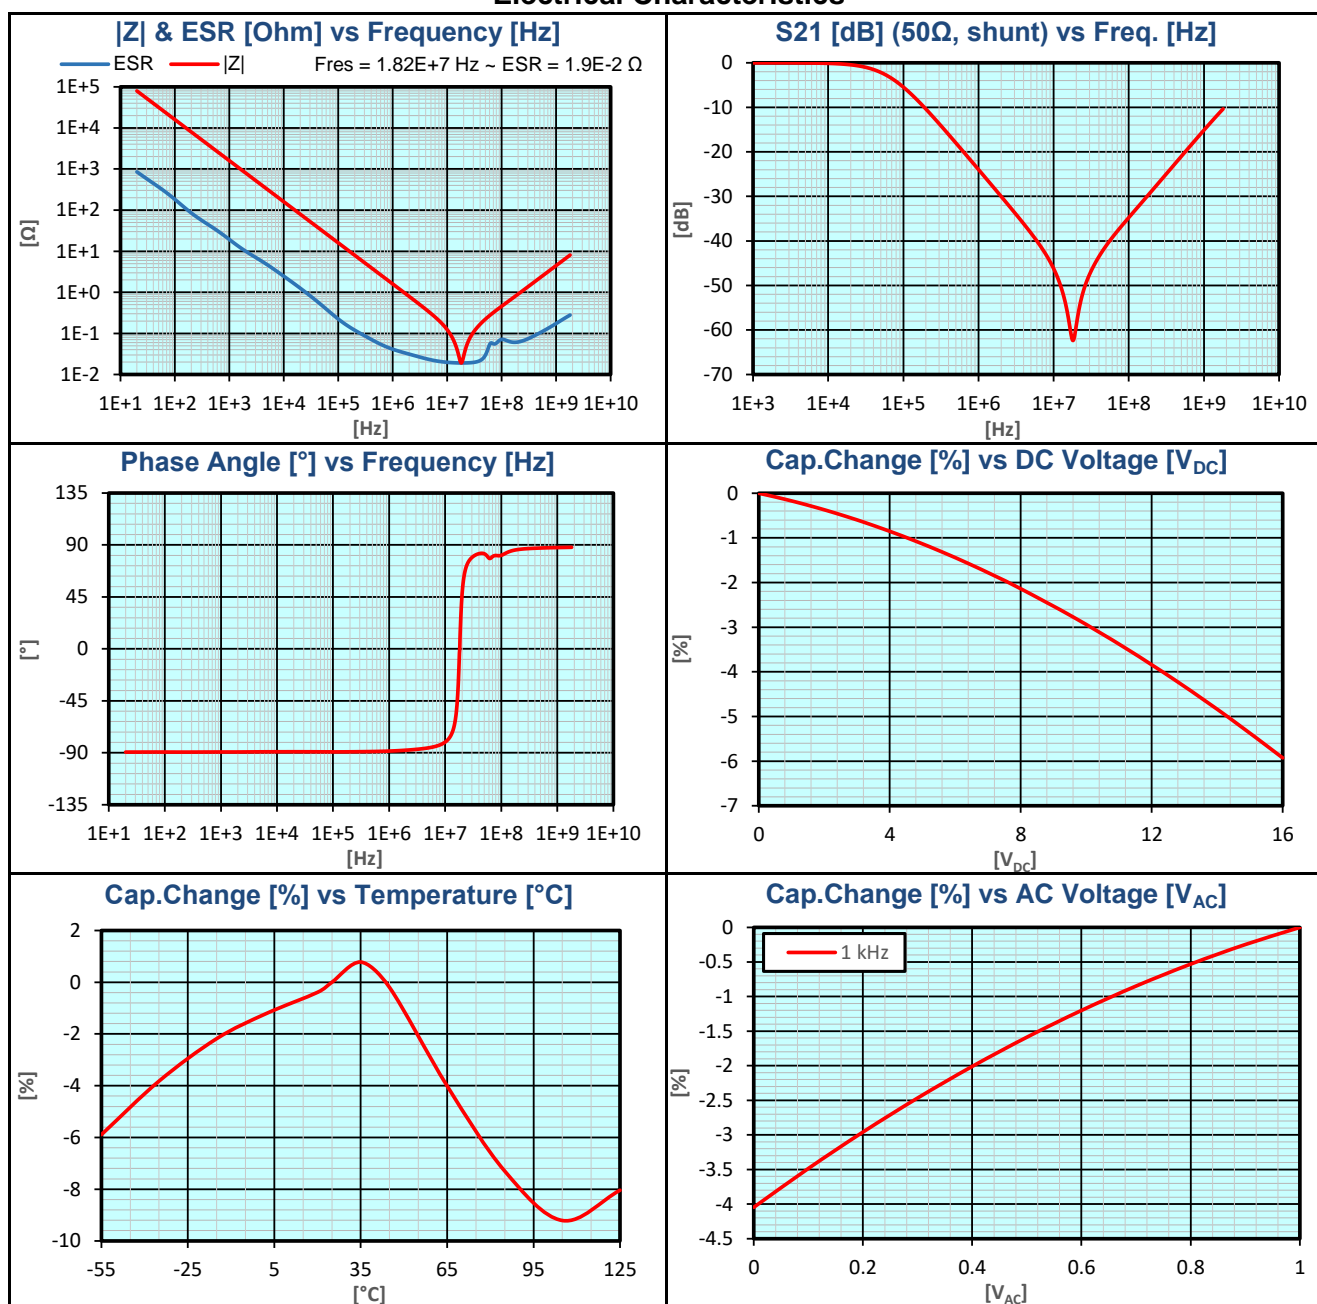 Electrical Characteristics
|Z| & ESR [Ohm] vs Frequency [Hz]
ESR |Z| Fres = 1.82E+7 Hz ~ ESR = 1.9E-2 Ω
1E+5
1E+4
1E+3
1E+2
1E+1
1E+0
1E-1
1E-2
[Ω]
1E+1 1E+2 1E+3 1E+4 1E+5 1E+6 1E+7 1E+8 1E+9 1E+10
[Hz]
S21 [dB] (50Ω, shunt) vs Freq. [Hz]
0
-10
-20
-30
-40
-50
-60
-70
[dB]
1E+3 1E+4 1E+5 1E+6 1E+7 1E+8 1E+9 1E+10
[Hz]
Phase Angle [°] vs Frequency [Hz]
135
90
45
0
-45
-90
-135
[°]
1E+1 1E+2 1E+3 1E+4 1E+5 1E+6 1E+7 1E+8 1E+9 1E+10
[Hz]
Cap.Change [%] vs DC Voltage [VDC]
0
-1
-2
-3
-4
-5
-6
-7
[%]
0 4 8 12 16
[VDC]
Cap.Change [%] vs Temperature [°C]
2
0
-2
-4
-6
-8
-10
[%]
-55 -25 5 35 65 95 125
[°C]
Cap.Change [%] vs AC Voltage [VAC]
1 kHz
0
-0.5
-1
-1.5
-2
-2.5
-3
-3.5
-4
-4.5
[%]
0 0.2 0.4 0.6 0.8 1
[VAC]